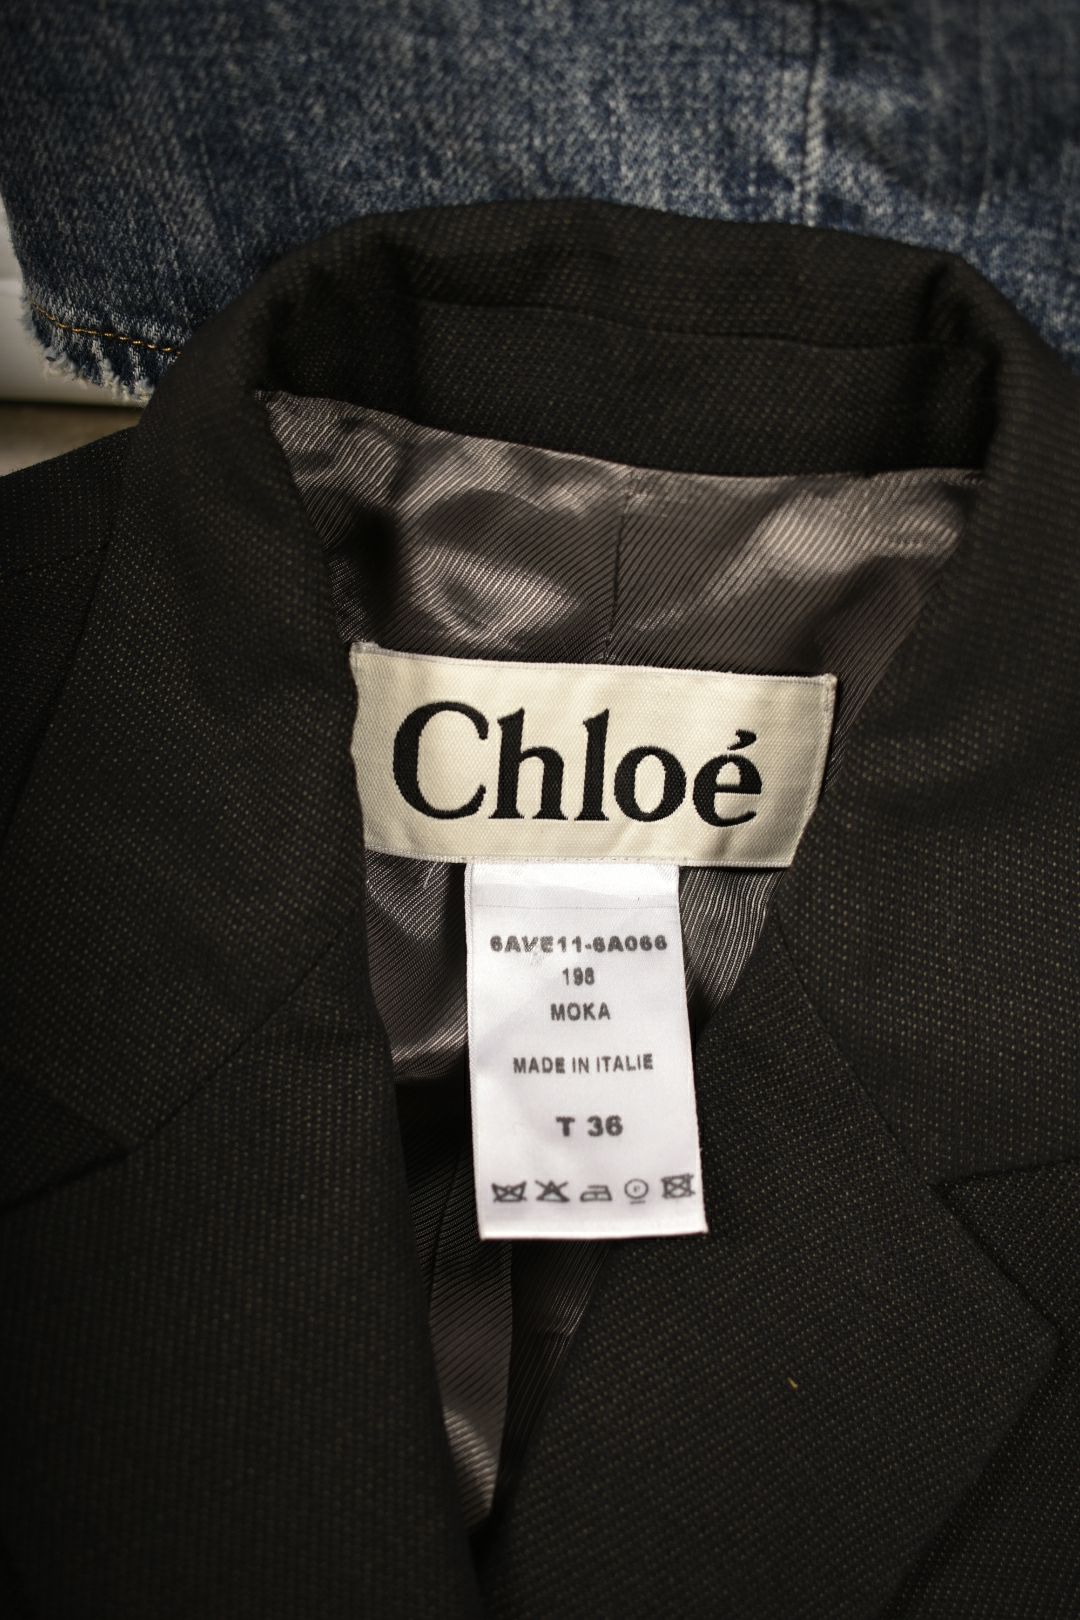 Chloé
6AVE11-6A066
198
MOKA
MADE IN ITALIE
T 36